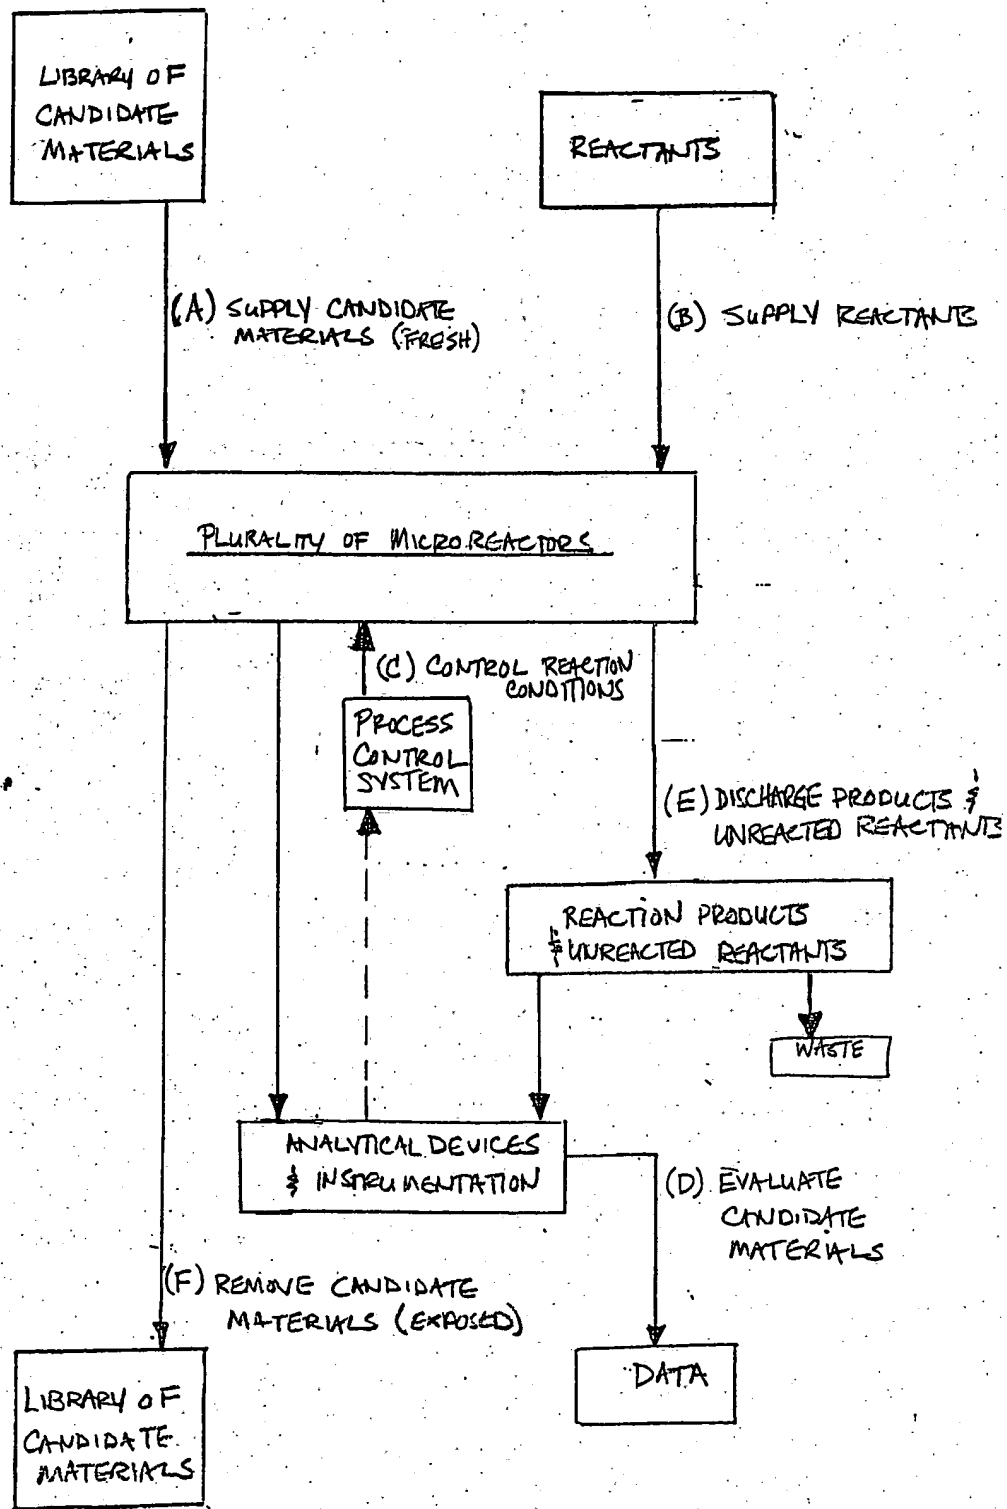 LIBRARY OF
CANDIDATE
MATERIALS
REACTANTS
(A) SUPPLY CANDIDATE
MATERIALS (FRESH)
(B) SUPPLY REACTANTS
PLURALITY OF MICROREACTORS
(C) CONTROL REACTION
CONDITIONS
PROCESS
CONTROL
SYSTEM
(E) DISCHARGE PRODUCTS &
UNREACTED REACTANTS
REACTION PRODUCTS
& UNREACTED REACTANTS
WASTE
ANALYTICAL DEVICES
& INSTRUMENTATION
(D) EVALUATE
CANDIDATE
MATERIALS
(F) REMOVE CANDIDATE
MATERIALS (EXPOSED)
DATA
LIBRARY OF
CANDIDATE
MATERIALS